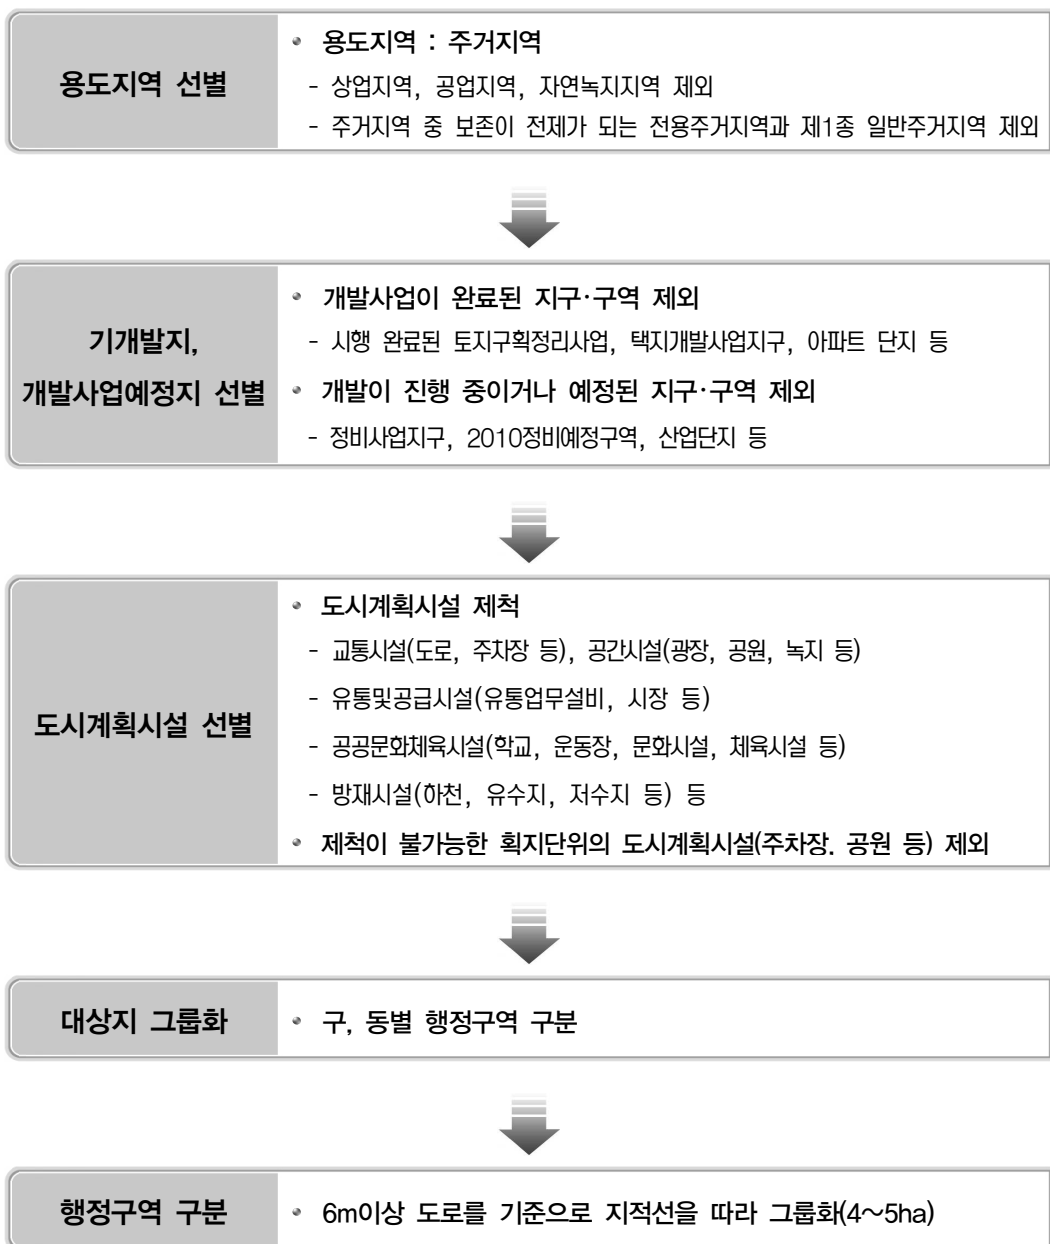 용도지역 선별
• 용도지역 : 주거지역
- 상업지역, 공업지역, 자연녹지지역 제외
- 주거지역 중 보존이 전제가 되는 전용주거지역과 제1종 일반주거지역 제외
기개발지,
개발사업예정지 선별
• 개발사업이 완료된 지구·구역 제외
- 시행 완료된 토지구획정리사업, 택지개발사업지구, 아파트 단지 등
• 개발이 진행 중이거나 예정된 지구·구역 제외
- 정비사업지구, 2010정비예정구역, 산업단지 등
도시계획시설 선별
• 도시계획시설 제척
- 교통시설(도로, 주차장 등), 공간시설(광장, 공원, 녹지 등)
- 유통및공급시설(유통업무설비, 시장 등)
- 공공문화체육시설(학교, 운동장, 문화시설, 체육시설 등)
- 방재시설(하천, 유수지, 저수지 등) 등
• 제척이 불가능한 획지단위의 도시계획시설(주차장, 공원 등) 제외
대상지 그룹화
• 구, 동별 행정구역 구분
행정구역 구분
• 6m이상 도로를 기준으로 지적선을 따라 그룹화(4~5ha)